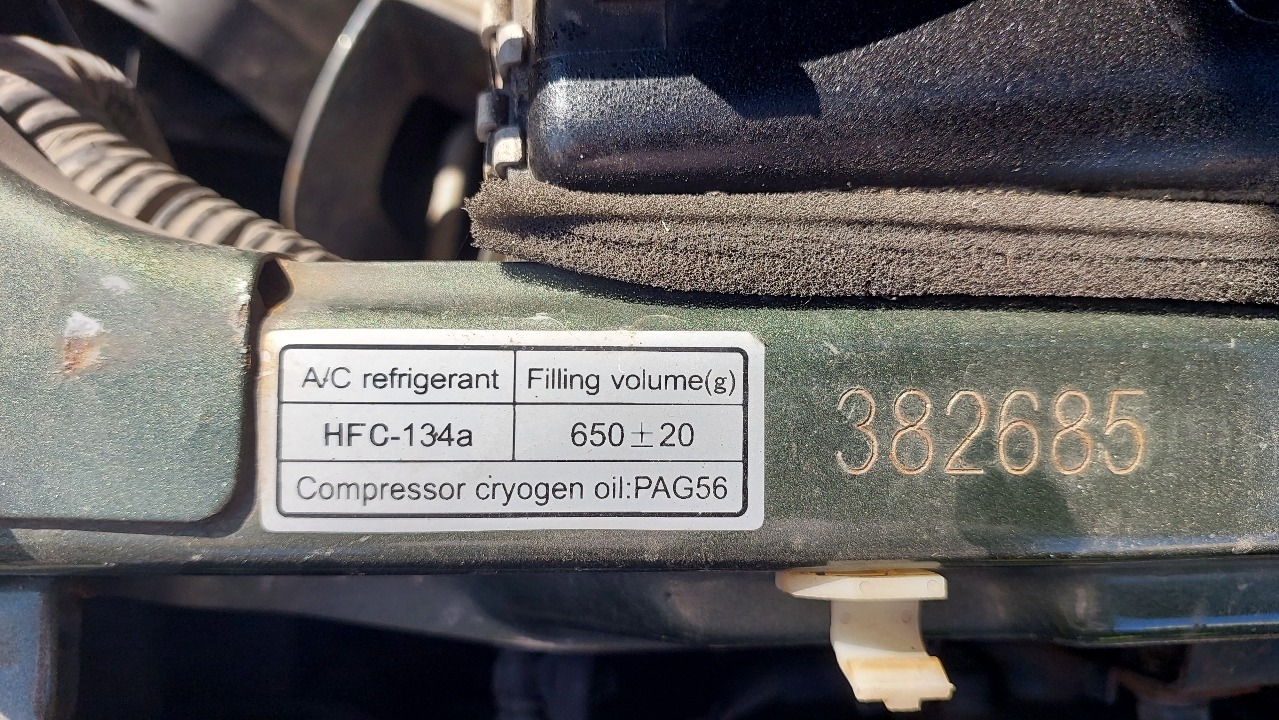 A/C refrigerant Filling volume(g)
HFC-134a 650±20
Compressor cryogen oil:PAG56
382685